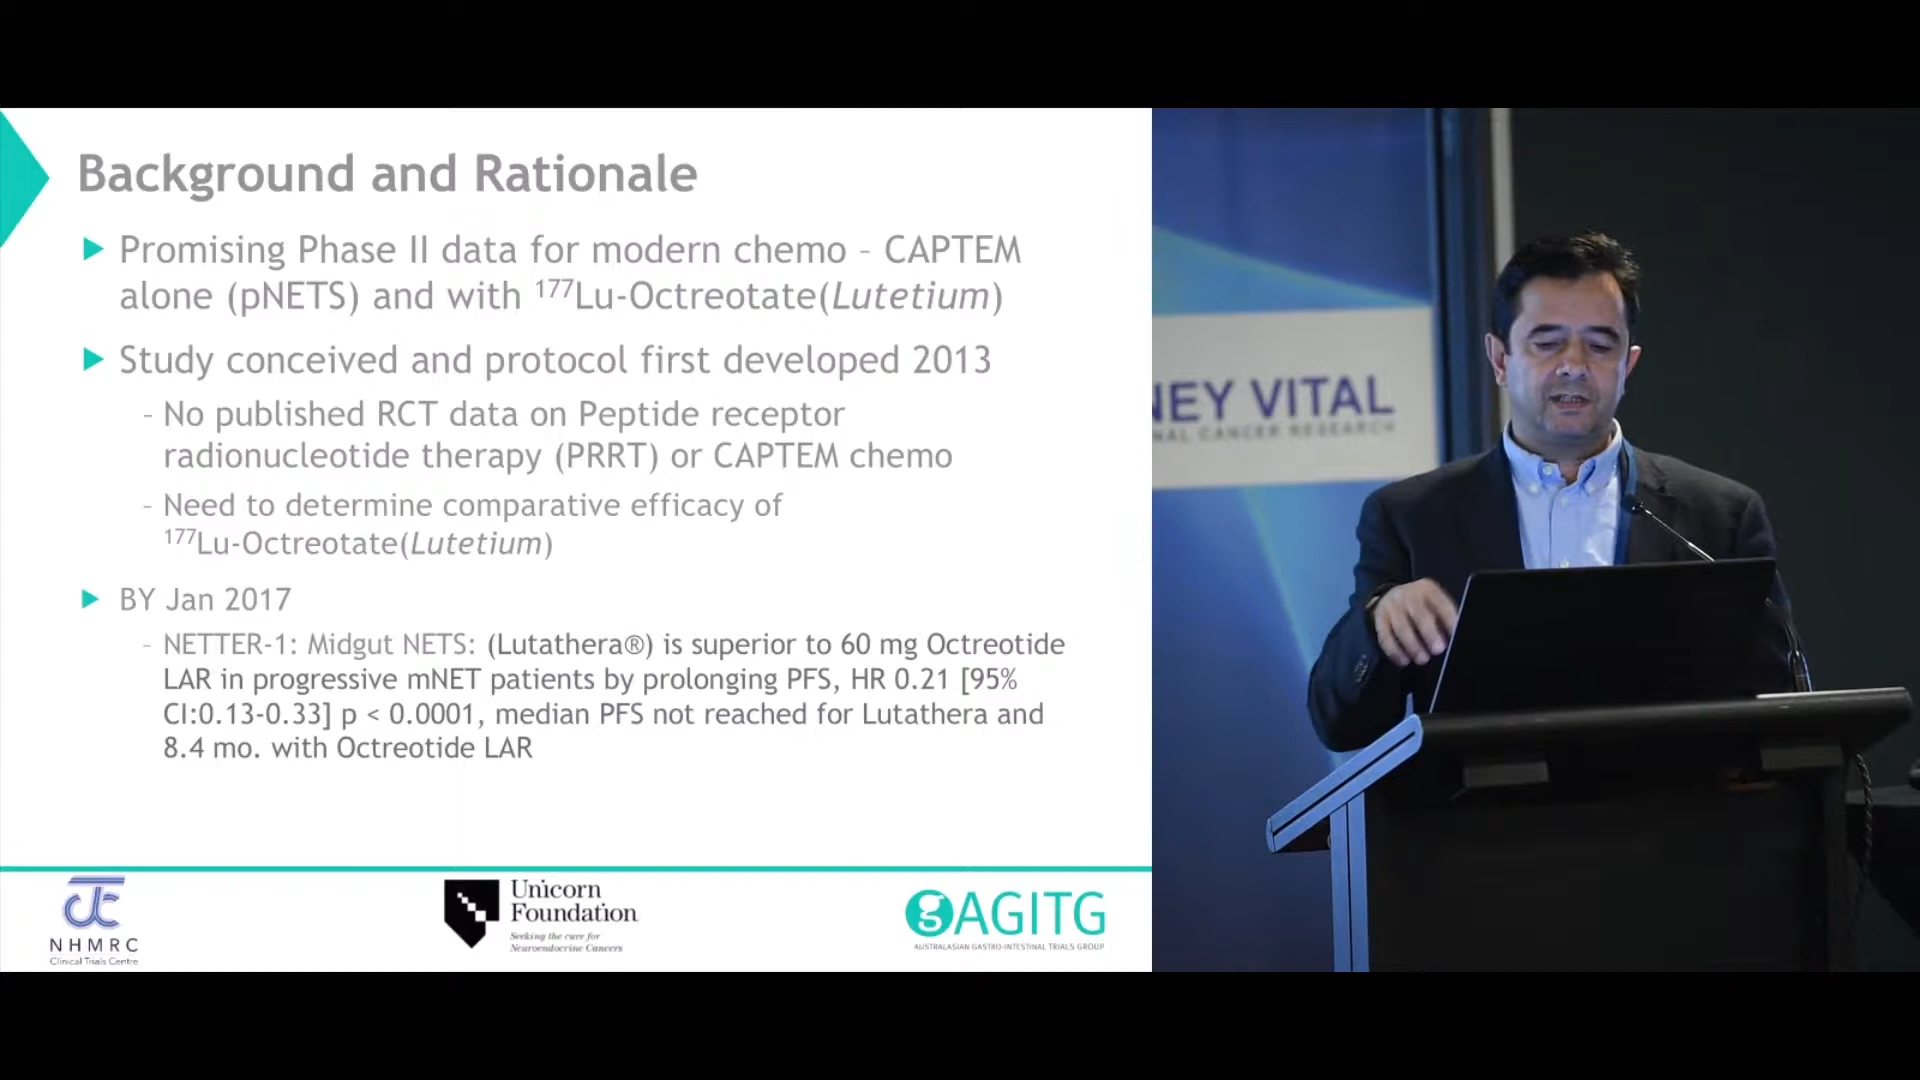 Background and Rationale
Promising Phase II data for modern chemo – CAPTEM
alone (pNETS) and with 177Lu-Octreotate(Lutetium)
Study conceived and protocol first developed 2013
- No published RCT data on Peptide receptor
radionucleotide therapy (PRRT) or CAPTEM chemo
- Need to determine comparative efficacy of
177Lu-Octreotate(Lutetium)
BY Jan 2017
- NETTER-1: Midgut NETS: (Lutathera®) is superior to 60 mg Octreotide
LAR in progressive mNET patients by prolonging PFS, HR 0.21 [95%
CI:0.13-0.33] p < 0.0001, median PFS not reached for Lutathera and
8.4 mo. with Octreotide LAR
NHMRC
Clinical Trials Centre
Unicorn
Foundation
Seeking the cure for
Neuroendocrine Cancers
AGITG
AUSTRALASIAN GASTRO-INTESTINAL TRIALS GROUP
NEY VITAL
NAL CANCER RESEARCH